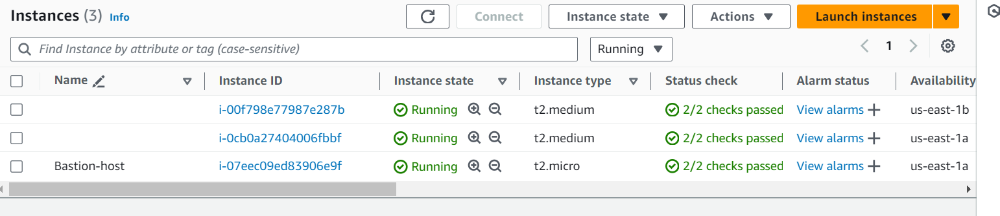 Instances (3) Info Connect Instance state Actions Launch instances
Find Instance by attribute or tag (case-sensitive) Running 1
Name Instance ID Instance state Instance type Status check Alarm status Availability
i-00f798e77987e287b Running t2.medium 2/2 checks passed View alarms us-east-1b
i-0cb0a27404006fbbf Running t2.medium 2/2 checks passed View alarms us-east-1a
Bastion-host i-07eec09ed83906e9f Running t2.micro 2/2 checks passed View alarms us-east-1a